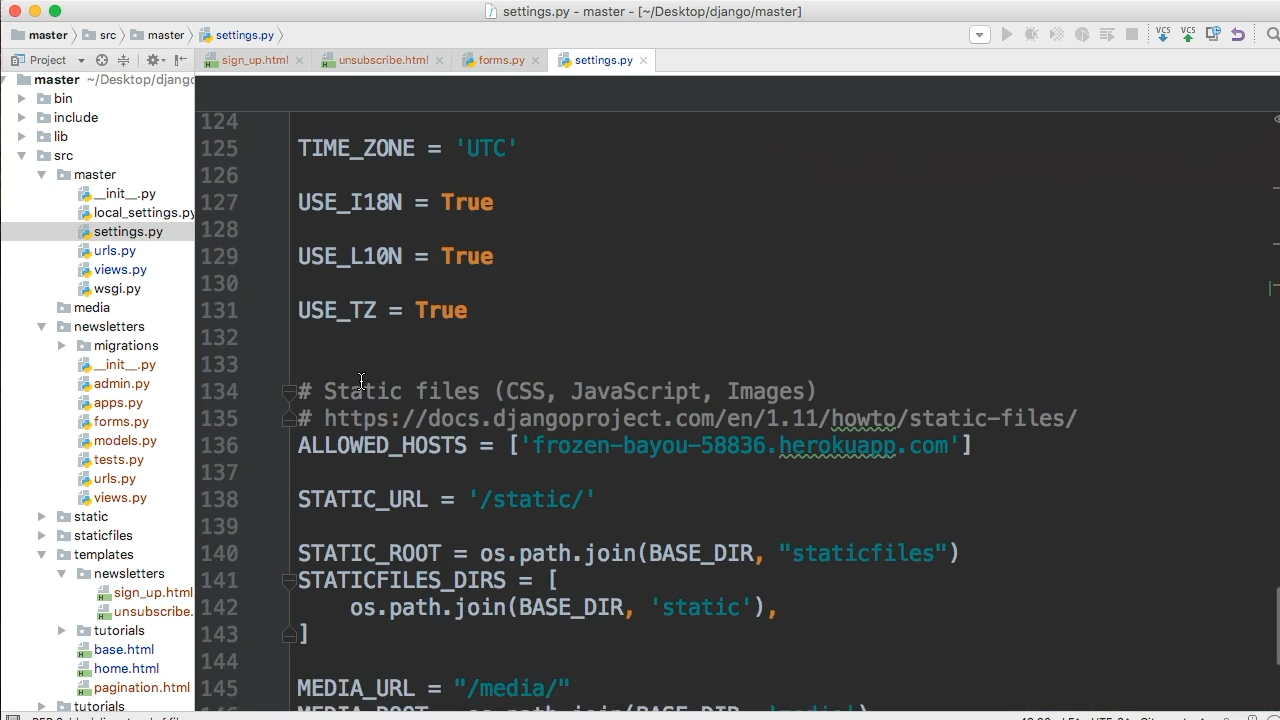 settings.py - master - [~/Desktop/django/master]
master src master settings.py
Project sign_up.html unsubscribe.html forms.py settings.py
VCS VCS
master ~/Desktop/djang
bin
include
lib
src
master
__init__.py
local_settings.py
settings.py
urls.py
views.py
wsgi.py
media
newsletters
migrations
__init__.py
admin.py
apps.py
forms.py
models.py
tests.py
urls.py
views.py
static
staticfiles
templates
newsletters
sign_up.html
unsubscribe.
tutorials
base.html
home.html
pagination.html
tutorials
124
125 TIME_ZONE = 'UTC'
126
127 USE_I18N = True
128
129 USE_L10N = True
130
131 USE_TZ = True
132
133
134 # Static files (CSS, JavaScript, Images)
135 # https://docs.djangoproject.com/en/1.11/howto/static-files/
136 ALLOWED_HOSTS = ['frozen-bayou-58836.herokuapp.com']
137
138 STATIC_URL = '/static/'
139
140 STATIC_ROOT = os.path.join(BASE_DIR, "staticfiles")
141 STATICFILES_DIRS = [
142 os.path.join(BASE_DIR, 'static'),
143 ]
144
145 MEDIA_URL = "/media/"